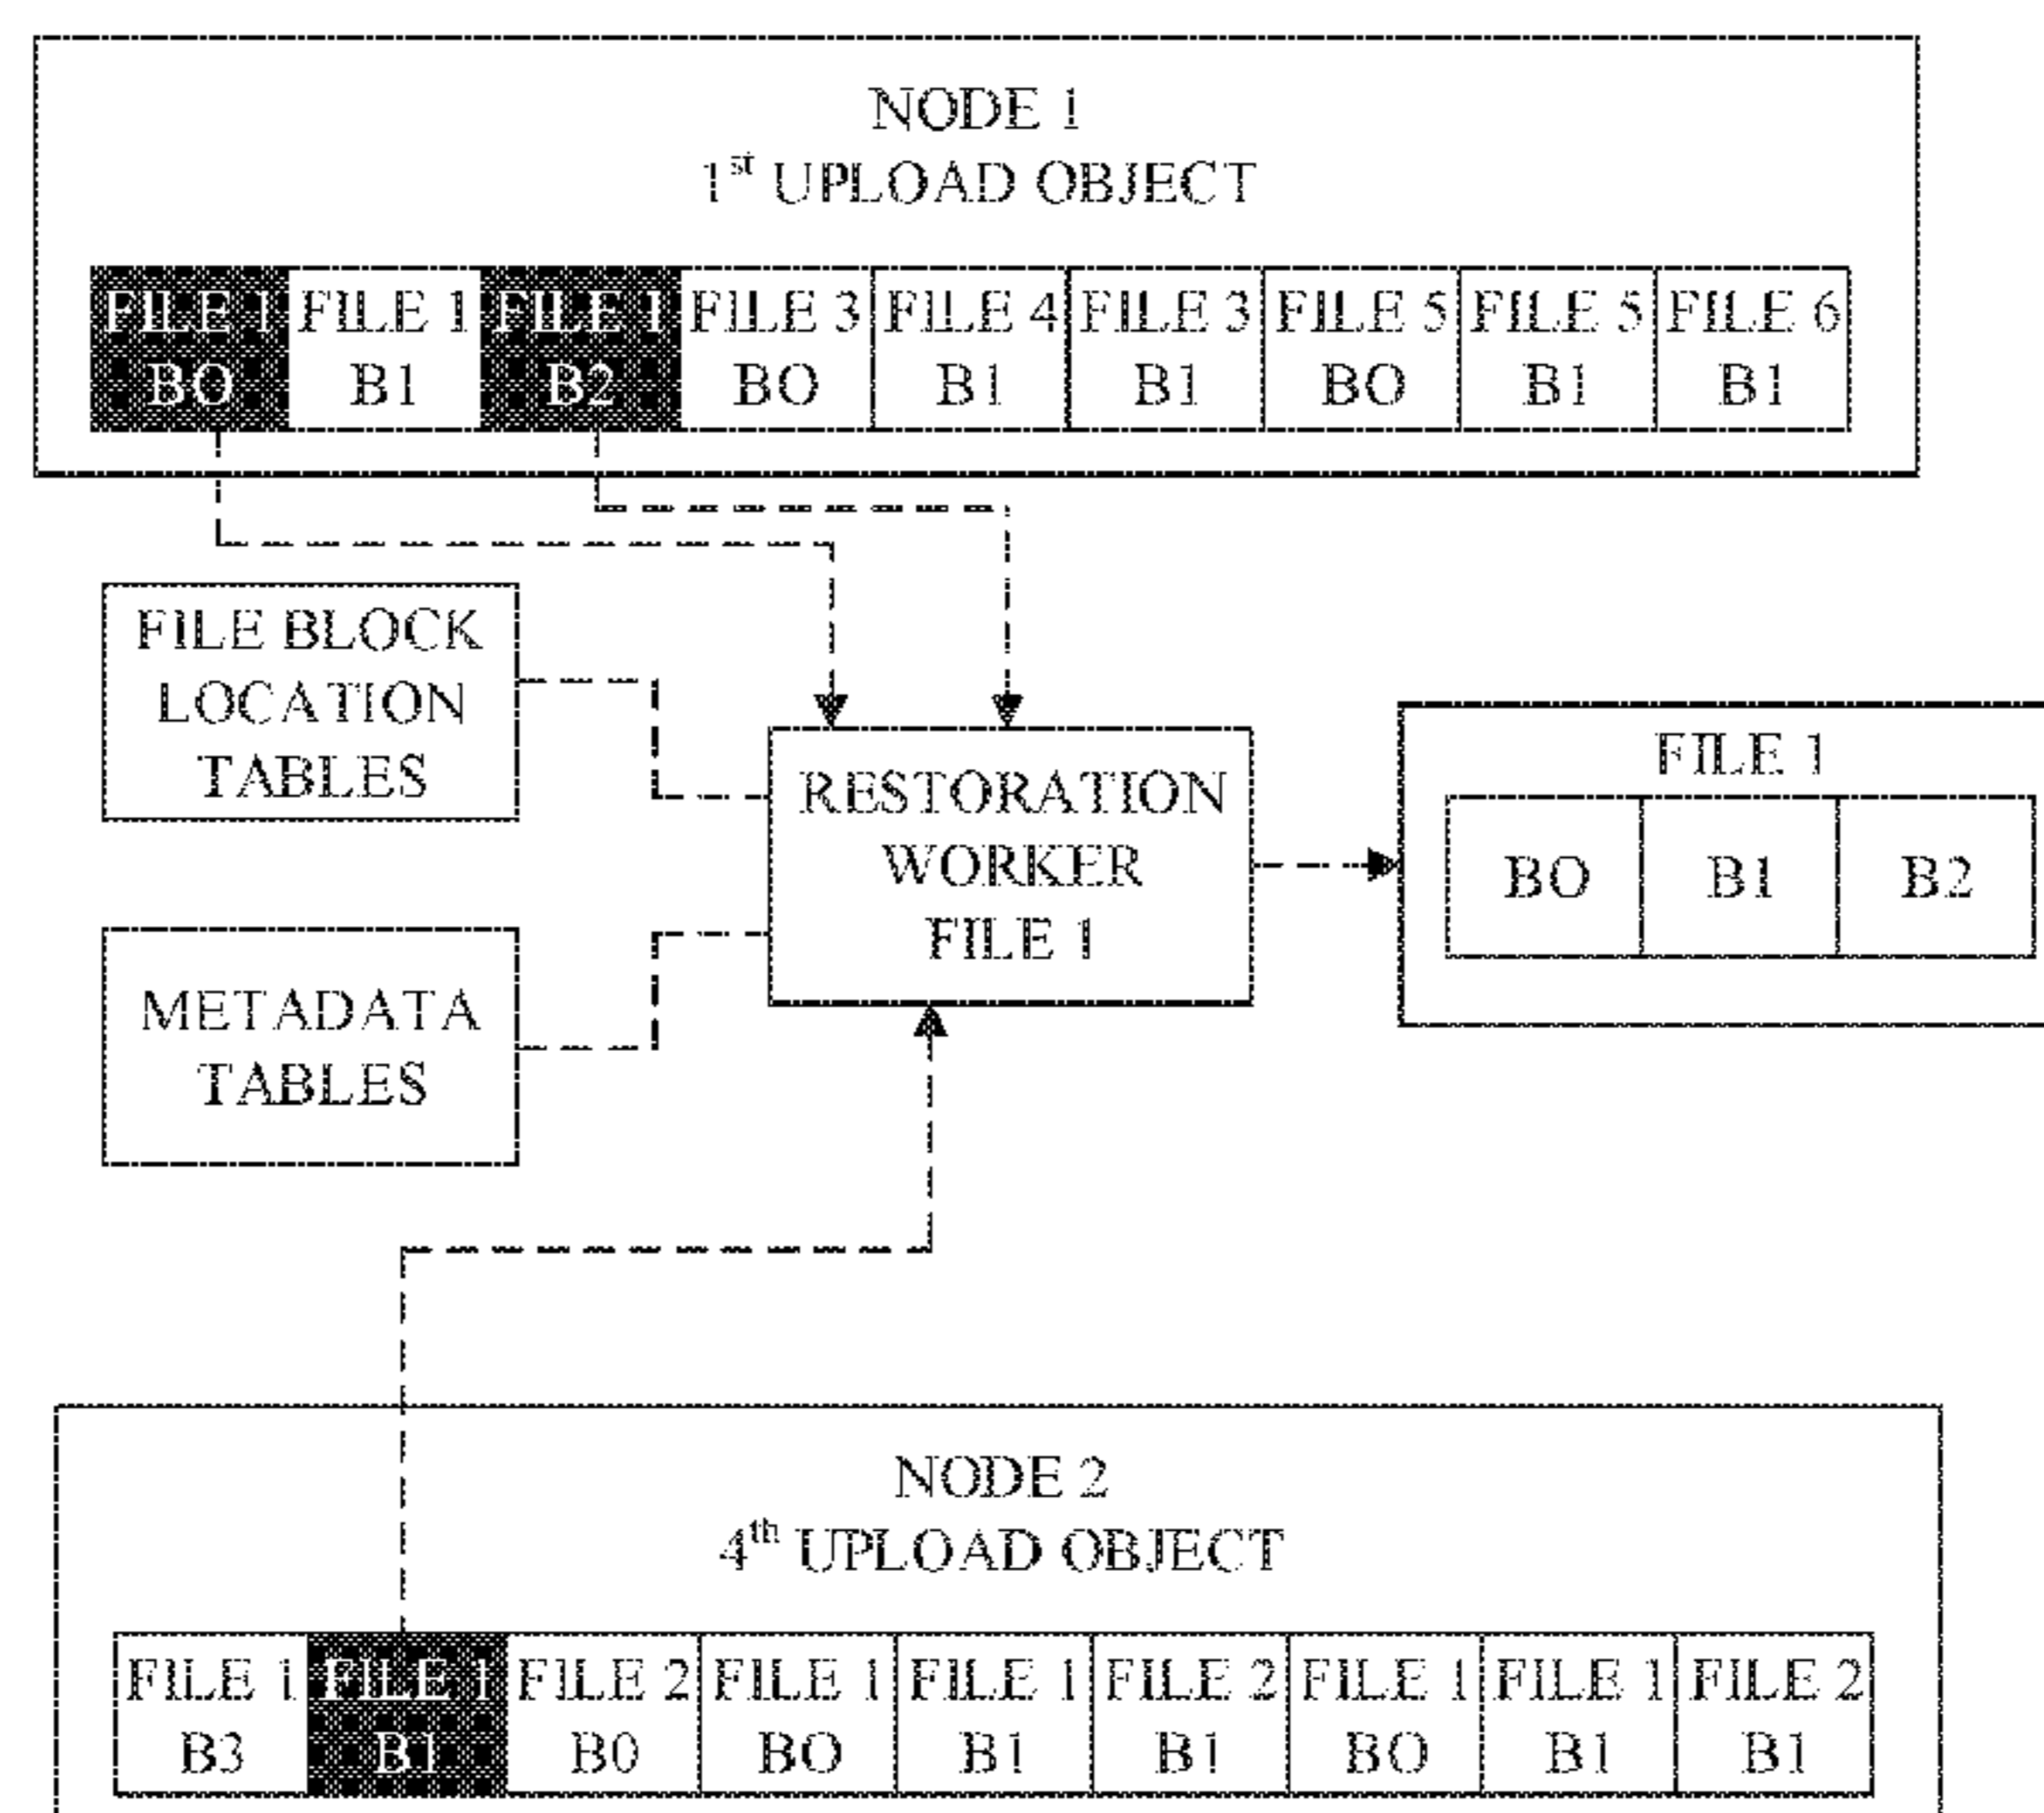 NODE 1
1st UPLOAD OBJECT
FILE 1 FILE 1 FILE 1 FILE 3 FILE 4 FILE 3 FILE 5 FILE 5 FILE 6
BO B1 B2 BO B1 B1 BO B1 B1
FILE BLOCK
LOCATION
TABLES
RESTORATION
WORKER
FILE 1
FILE 1
BO B1 B2
METADATA
TABLES
NODE 2
4th UPLOAD OBJECT
FILE 1 FILE 1 FILE 2 FILE 1 FILE 1 FILE 2 FILE 1 FILE 1 FILE 2
B3 B1 B0 BO B1 B1 BO B1 B1